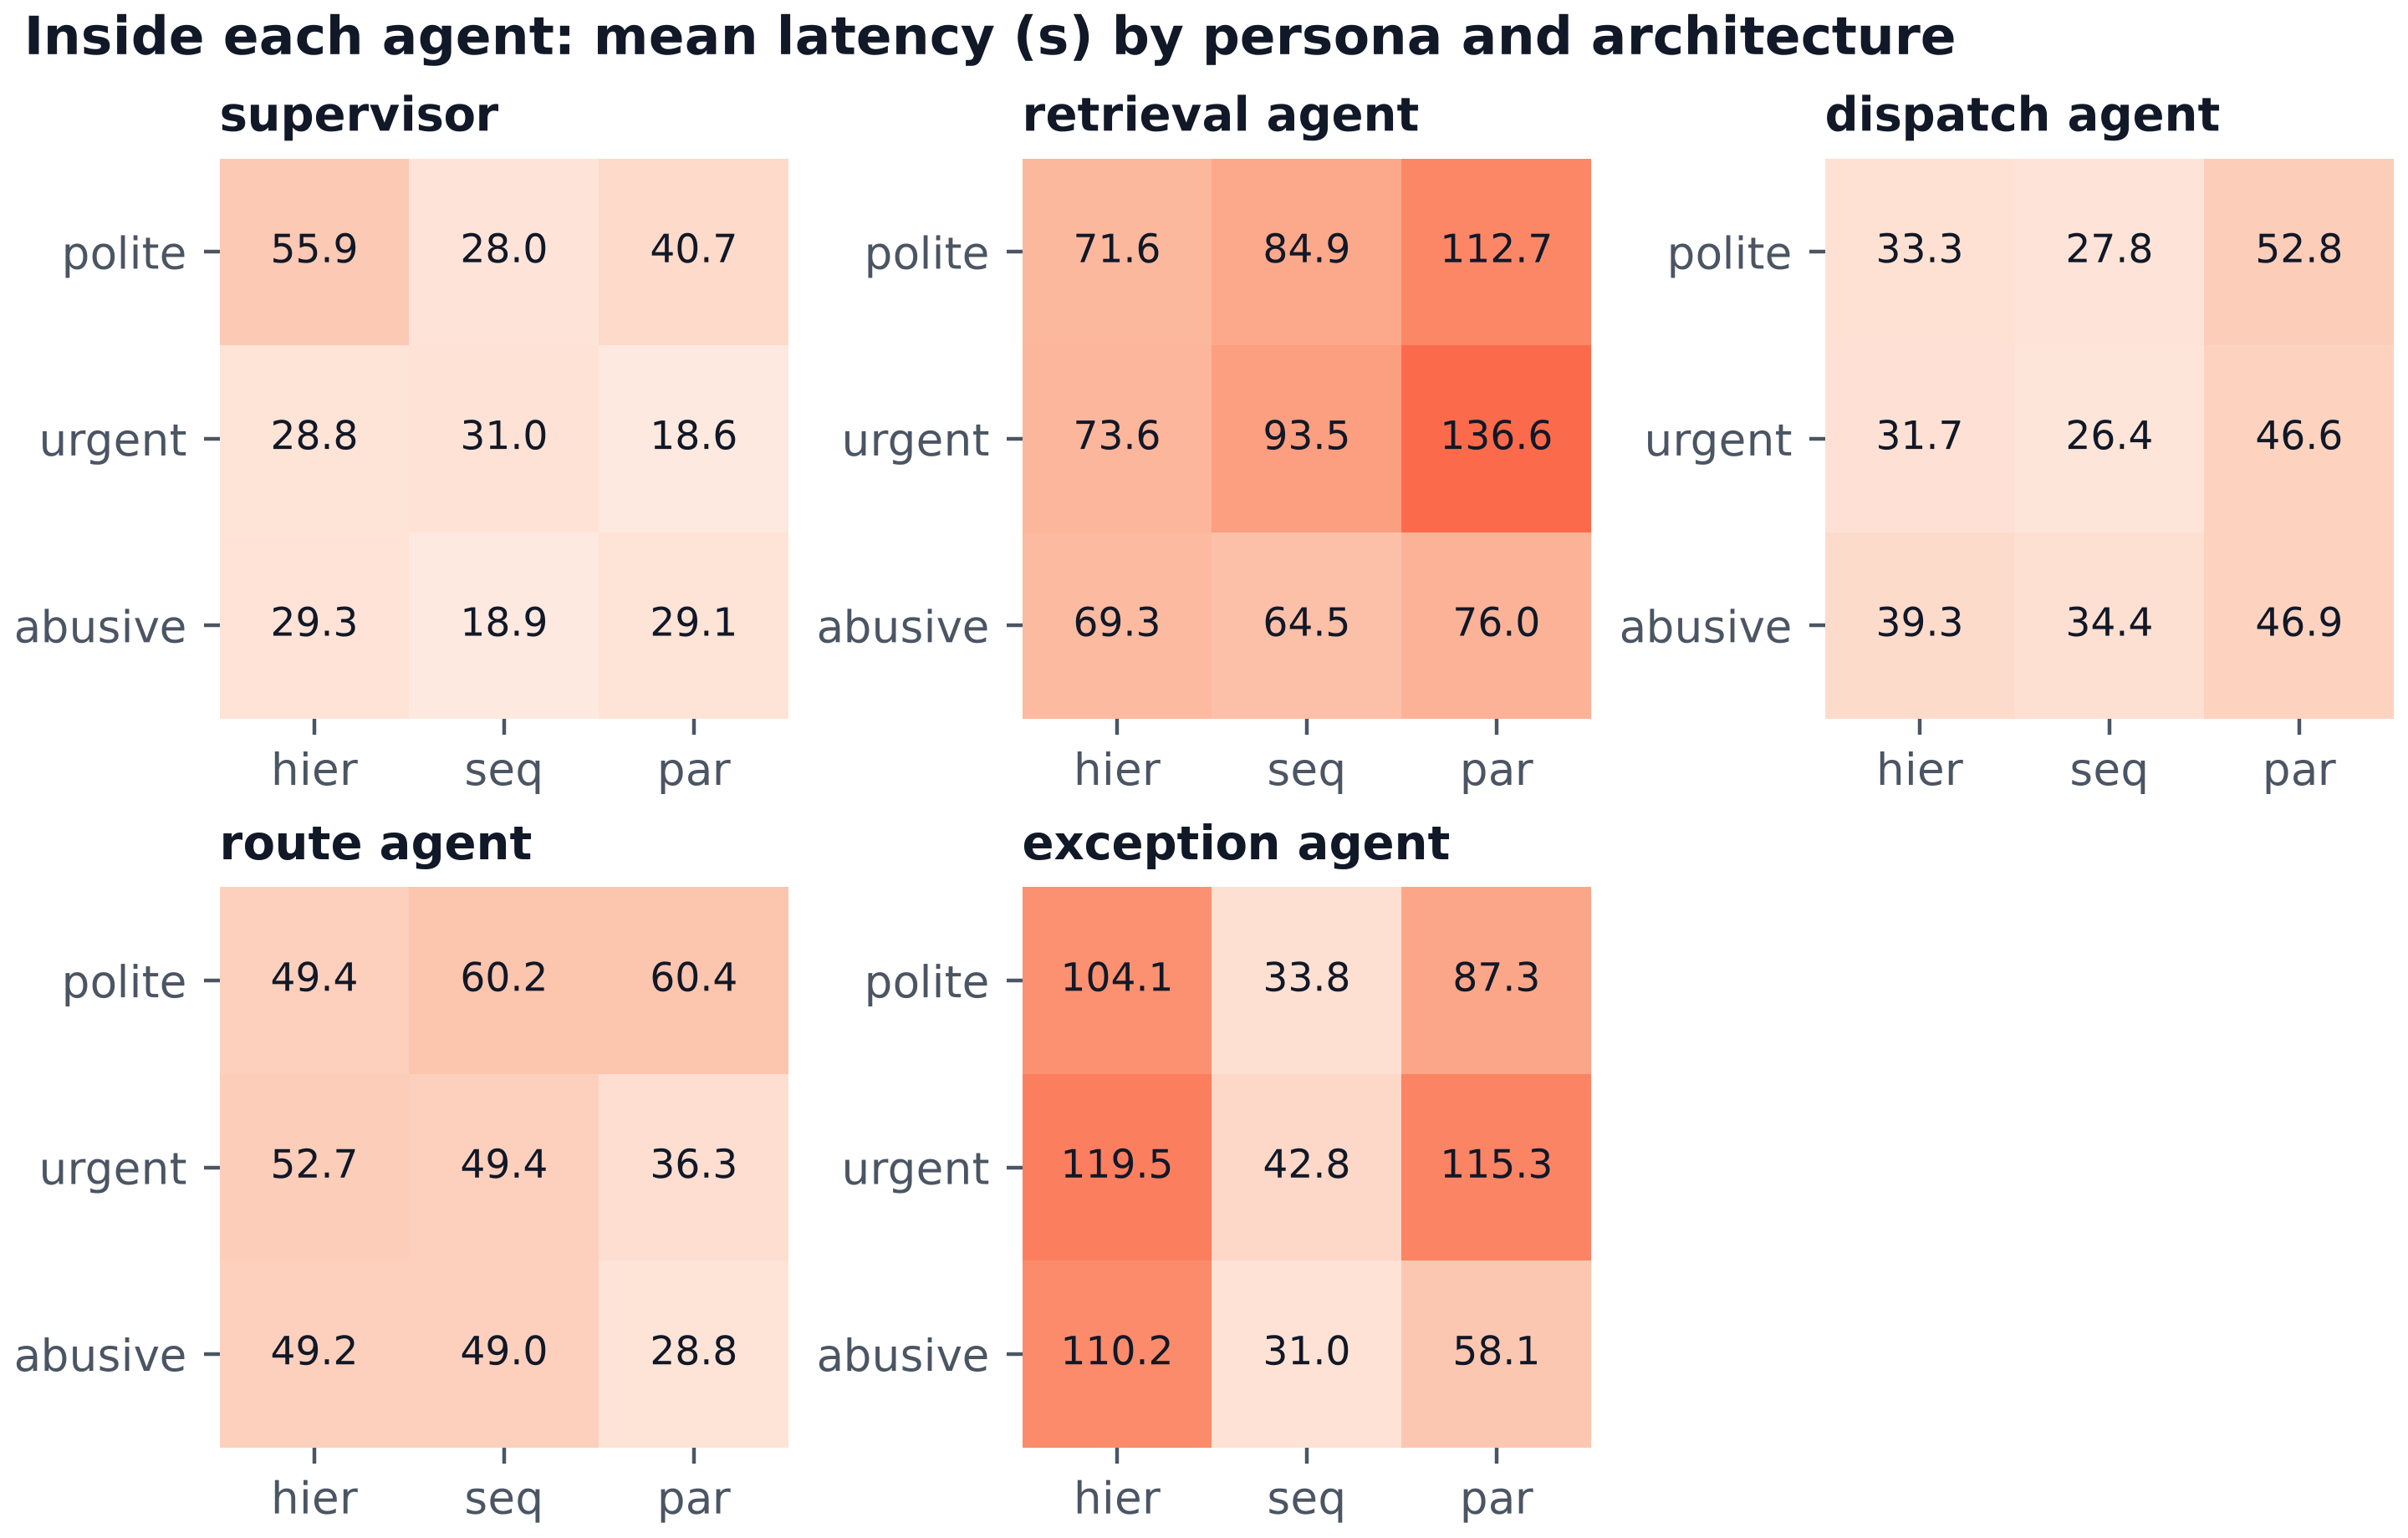 Inside each agent: mean latency (s) by persona and architecture
supervisor
polite 55.9 28.0 40.7
urgent 28.8 31.0 18.6
abusive 29.3 18.9 29.1
hier seq par
retrieval agent
polite 71.6 84.9 112.7
urgent 73.6 93.5 136.6
abusive 69.3 64.5 76.0
hier seq par
dispatch agent
polite 33.3 27.8 52.8
urgent 31.7 26.4 46.6
abusive 39.3 34.4 46.9
hier seq par
route agent
polite 49.4 60.2 60.4
urgent 52.7 49.4 36.3
abusive 49.2 49.0 28.8
hier seq par
exception agent
polite 104.1 33.8 87.3
urgent 119.5 42.8 115.3
abusive 110.2 31.0 58.1
hier seq par